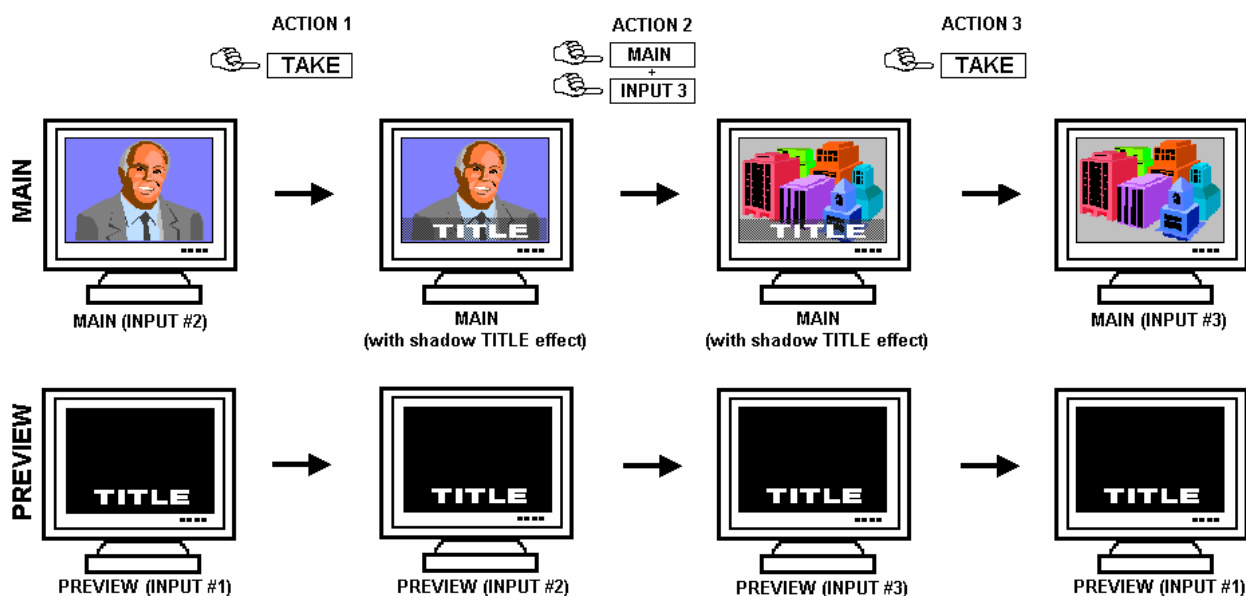 ACTION 1
ACTION 2
ACTION 3
TAKE
MAIN
+
INPUT 3
TAKE
MAIN
TITLE
TITLE
MAIN (INPUT #2)
MAIN
(with shadow TITLE effect)
MAIN
(with shadow TITLE effect)
MAIN (INPUT #3)
PREVIEW
TITLE
TITLE
TITLE
TITLE
PREVIEW (INPUT #1)
PREVIEW (INPUT #2)
PREVIEW (INPUT #3)
PREVIEW (INPUT #1)